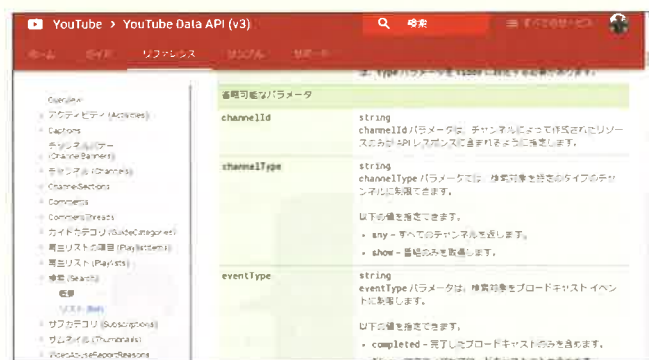 YouTube > YouTube Data API (v3)
検索
すべてのサービス
ホーム
ガイド
リファレンス
サンプル
サポート
Overview
アクティビティ (Activities)
Captions
チャンネル バナー
(ChannelBanners)
チャンネル (Channels)
ChannelSections
Comments
CommentThreads
ガイドカテゴリ (GuideCategories)
再生リストの項目 (PlaylistItems)
再生リスト (Playlists)
検索 (Search)
概要
リスト (list)
サブカテゴリ (Subscriptions)
サムネイル (Thumbnails)
VideoAbuseReportReasons
は、type パラメータを video に設定する必要があります。
省略可能なパラメータ
channelId
string
channelId パラメータは、チャンネルによって作成されたリソー
スのみが API レスポンスに含まれるように指定します。
channelType
string
channelType パラメータでは、検索対象を特定のタイプのチャ
ンネルに制限できます。
以下の値を指定できます。
• any – すべてのチャンネルを返します。
• show – 番組のみを取得します。
eventType
string
eventType パラメータは、検索対象をブロードキャスト イベン
トに制限します。
以下の値を指定できます。
• completed – 完了したブロードキャストのみを含めます。